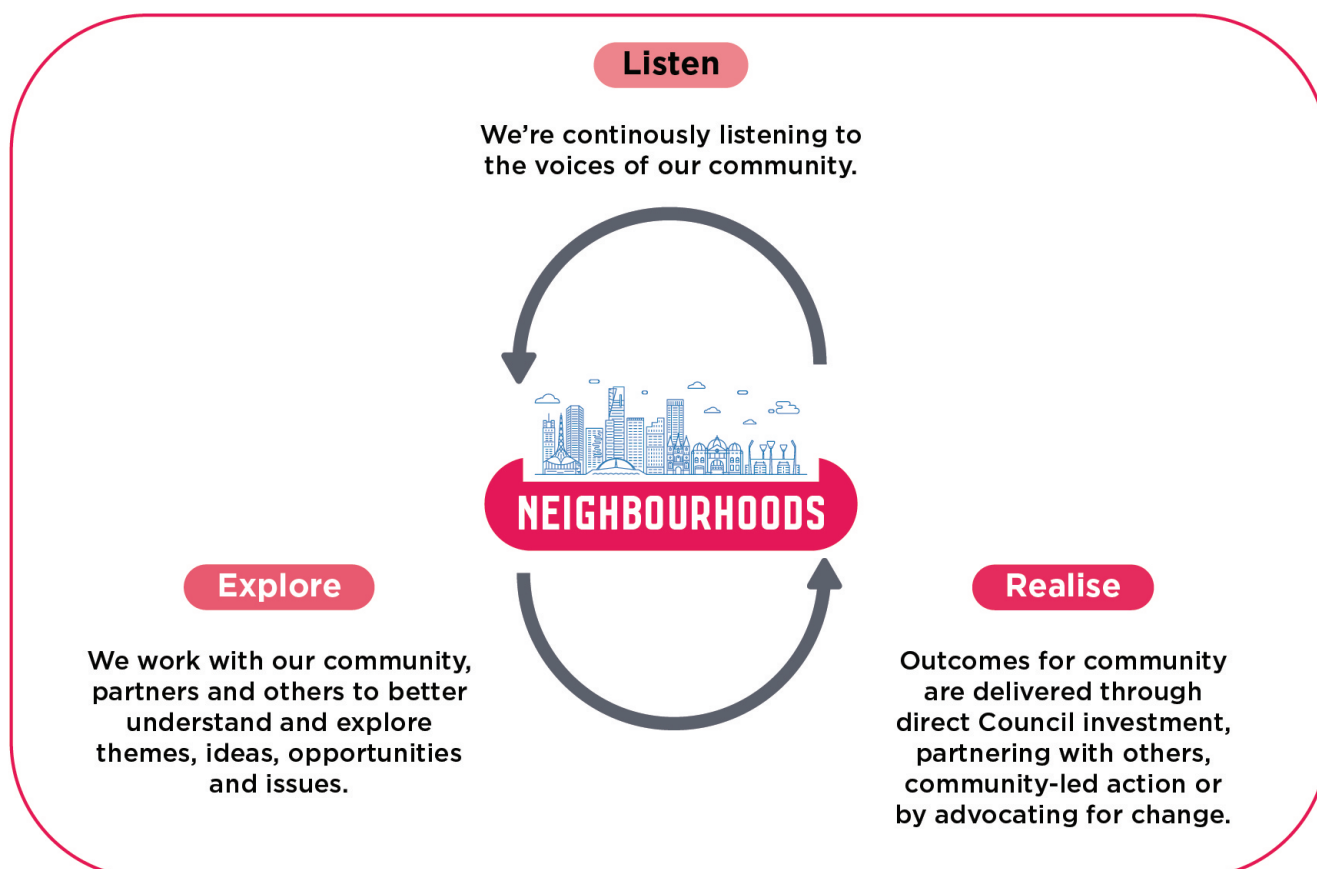 Listen
We're continously listening to
the voices of our community.
NEIGHBOURHOODS
Explore
We work with our community,
partners and others to better
understand and explore
themes, ideas, opportunities
and issues.
Realise
Outcomes for community
are delivered through
direct Council investment,
partnering with others,
community-led action or
by advocating for change.